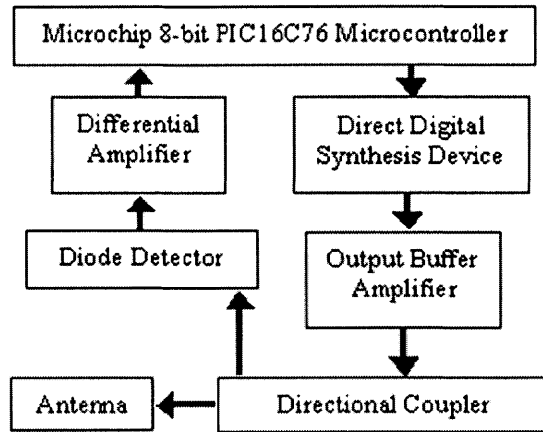 Microchip 8-bit PIC16C76 Microcontroller
Differential
Amplifier
Direct Digital
Synthesis Device
Diode Detector
Output Buffer
Amplifier
Antenna
Directional Coupler